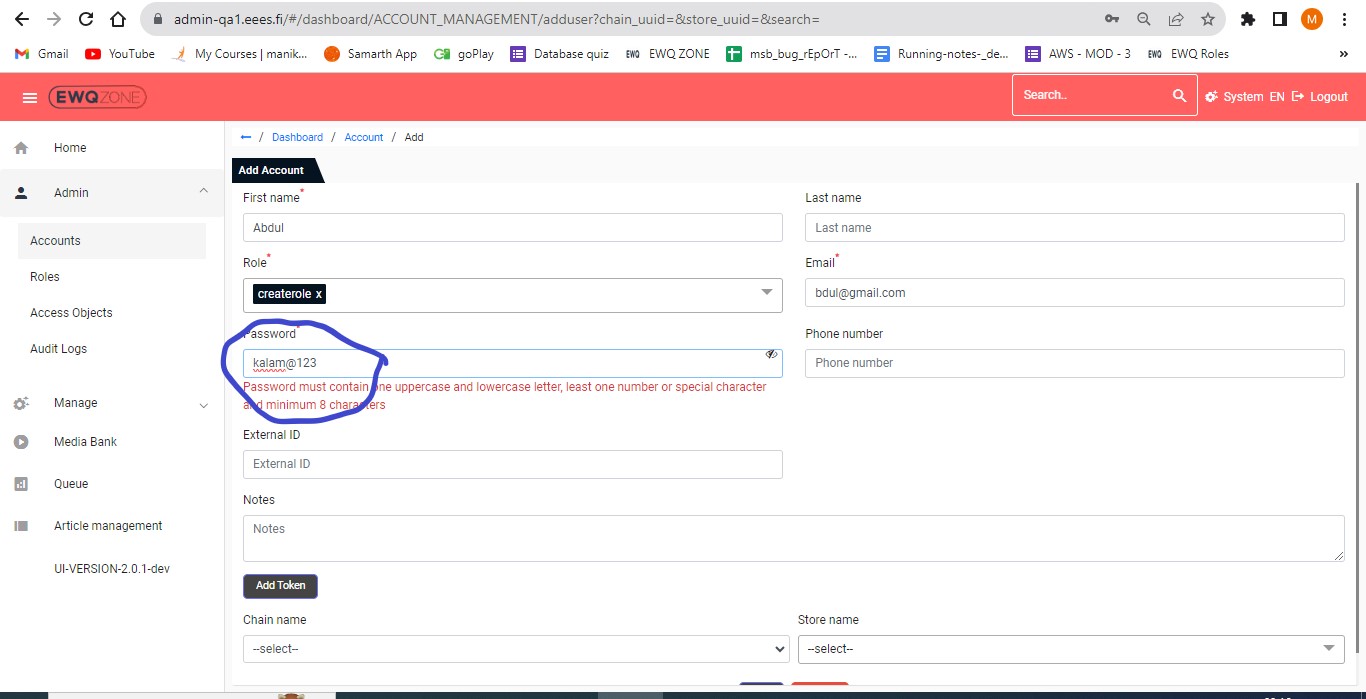 admin-qa1.eees.fi/#/dashboard/ACCOUNT_MANAGEMENT/adduser?chain_uuid=&store_uuid=&search=
M
Gmail YouTube My Courses | manik... Samarth App goPlay Database quiz EWQ EWQ ZONE msb_bug_rEpOrT -... Running-notes-_de... AWS - MOD - 3 EWQ EWQ Roles »
EWQZONE Search.. System EN Logout
← / Dashboard / Account / Add
Home
Admin
Accounts
Roles
Access Objects
Audit Logs
Manage
Media Bank
Queue
Article management
UI-VERSION-2.0.1-dev
Add Account
First name* Last name
Abdul Last name
Role* Email*
createrole x bdul@gmail.com
Password* Phone number
kalam@123 Phone number
Password must contain one uppercase and lowercase letter, least one number or special character
and minimum 8 characters
External ID
External ID
Notes
Notes
Add Token
Chain name Store name
--select-- --select--